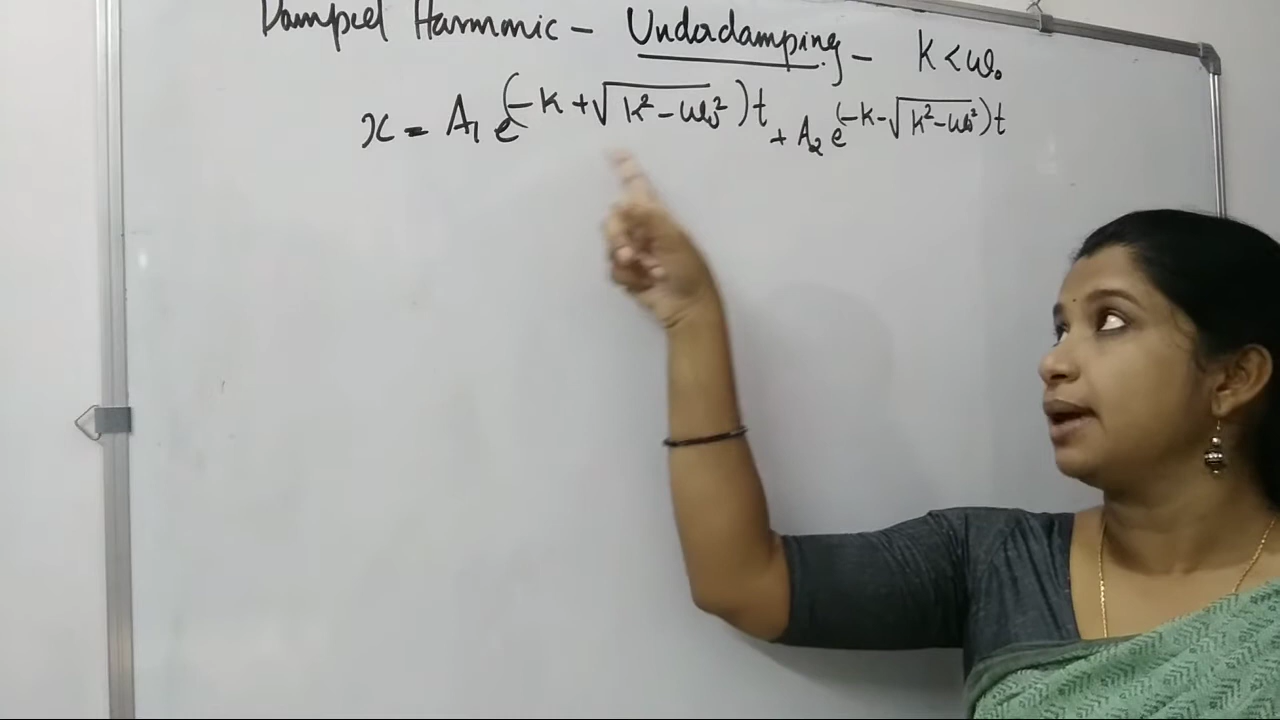 Damped Harmonic - Underdamping - K < ω₀
x = A₁ e^(-K + √(K² - ω₀²)) t + A₂ e^(-K - √(K² - ω₀²)) t